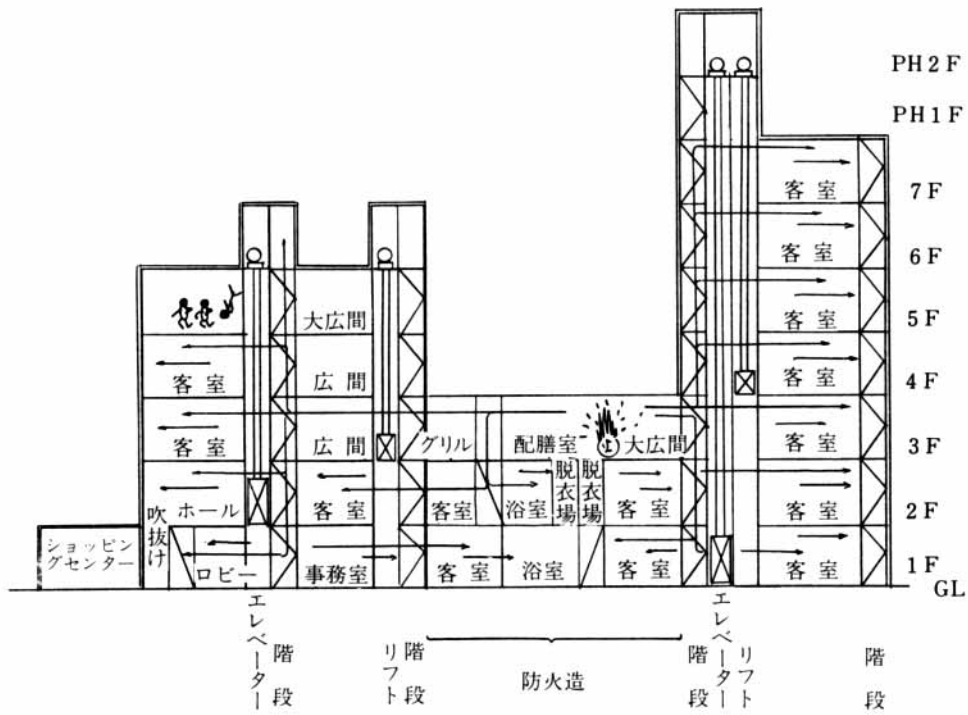 PH2F
PH1F
客室 7F
客室 6F
大広間 客室 5F
客室 広間 客室 4F
客室 広間 グリル 配膳室 大広間 客室 3F
ホール 客室 客室 浴室 脱衣場 脱衣場 客室 客室 2F
吹抜け
ショッピングセンター
ロビー 事務室 客室 浴室 客室 客室 1F
GL
エレベーター 階段 リフト 階段 防火造 階段 エレベーター リフト 階段